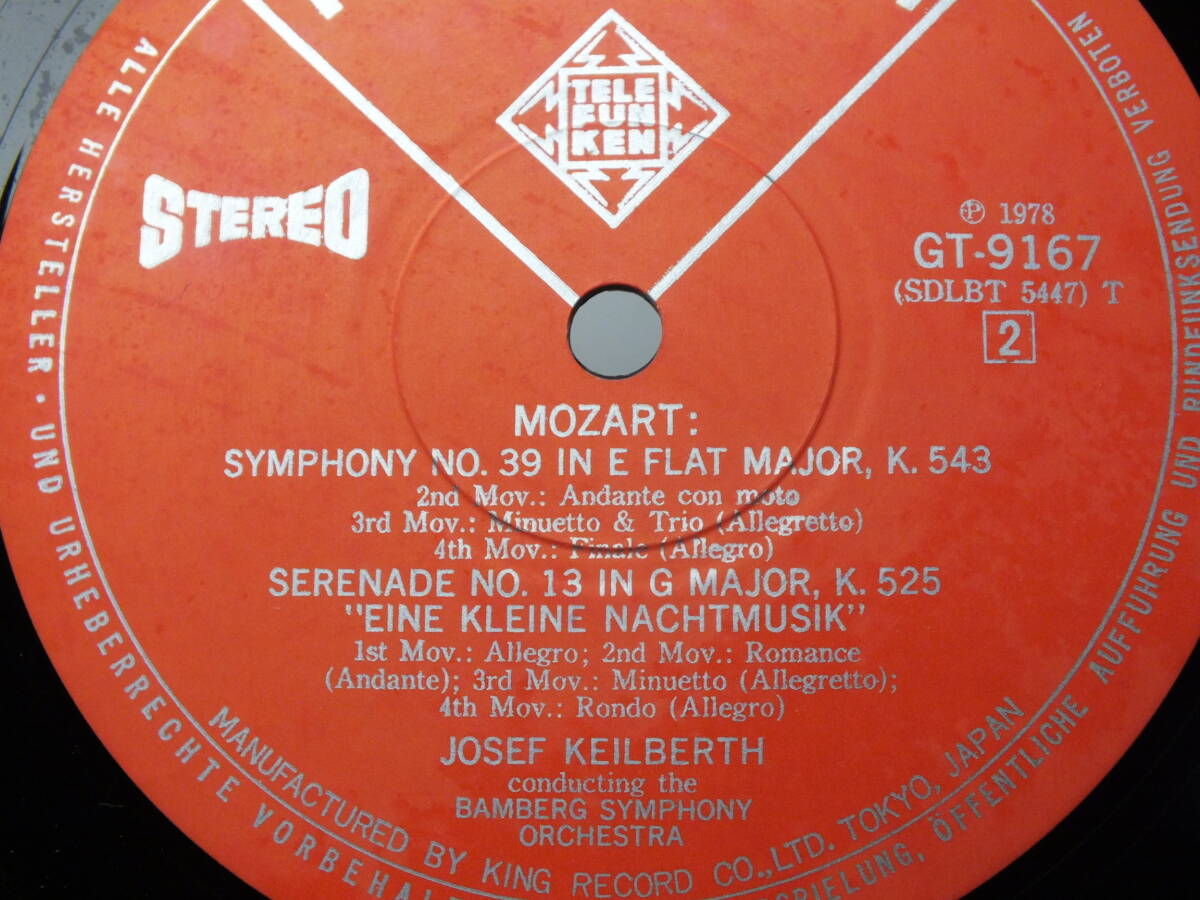 TELE
FUN
KEN
STEREO
℗ 1978
GT-9167
(SDLBT 5447) T
2
MOZART:
SYMPHONY NO. 39 IN E FLAT MAJOR, K. 543
2nd Mov.: Andante con moto
3rd Mov.: Minuetto & Trio (Allegretto)
4th Mov.: Finale (Allegro)
SERENADE NO. 13 IN G MAJOR, K. 525
"EINE KLEINE NACHTMUSIK"
1st Mov.: Allegro; 2nd Mov.: Romance
(Andante); 3rd Mov.: Minuetto (Allegretto);
4th Mov.: Rondo (Allegro)
JOSEF KEILBERTH
conducting the
BAMBERG SYMPHONY
ORCHESTRA
MANUFACTURED BY KING RECORD CO., LTD. TOKYO, JAPAN
ALLE HERSTELLER · UND URHEBERRECHTE VORBEHAL
SPIELUNG, ÖFFENTLICHE AUFFUHRUNG UND RUNDFUNKSENDUNG VERBOTEN